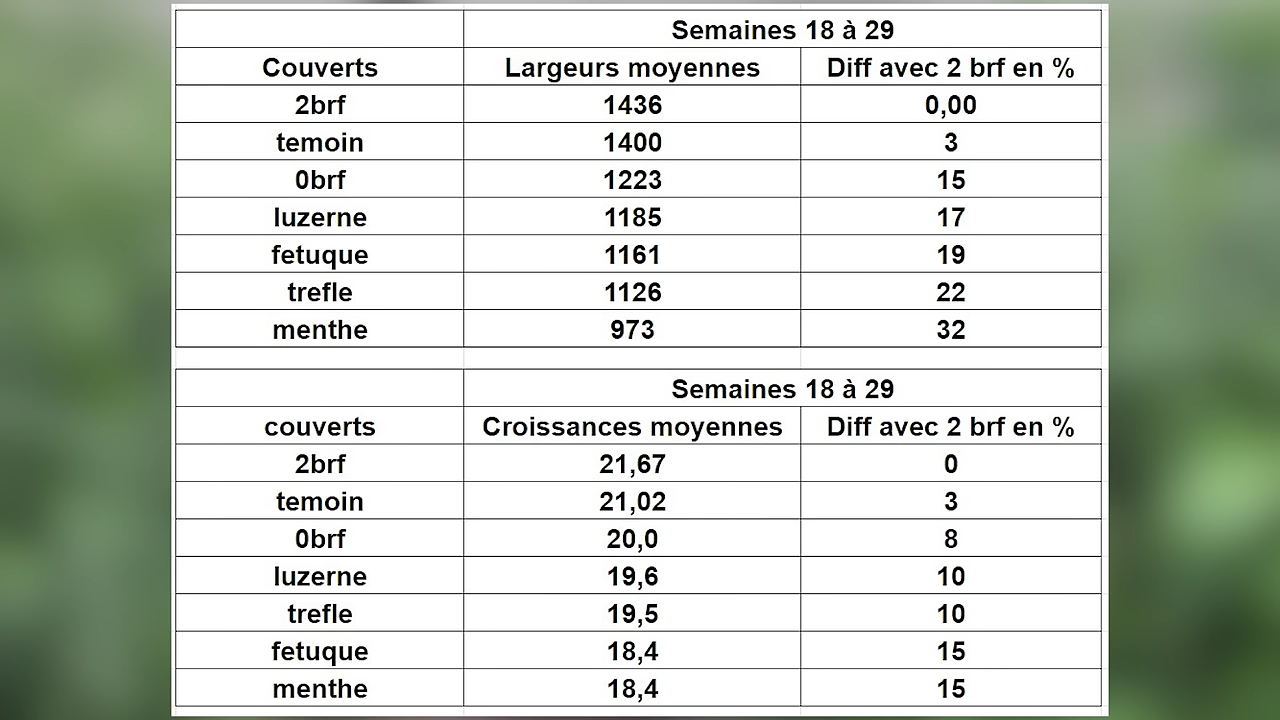 Semaines 18 à 29
Couverts Largeurs moyennes Diff avec 2 brf en %
2brf 1436 0,00
temoin 1400 3
0brf 1223 15
luzerne 1185 17
fetuque 1161 19
trefle 1126 22
menthe 973 32
Semaines 18 à 29
couverts Croissances moyennes Diff avec 2 brf en %
2brf 21,67 0
temoin 21,02 3
0brf 20,0 8
luzerne 19,6 10
trefle 19,5 10
fetuque 18,4 15
menthe 18,4 15